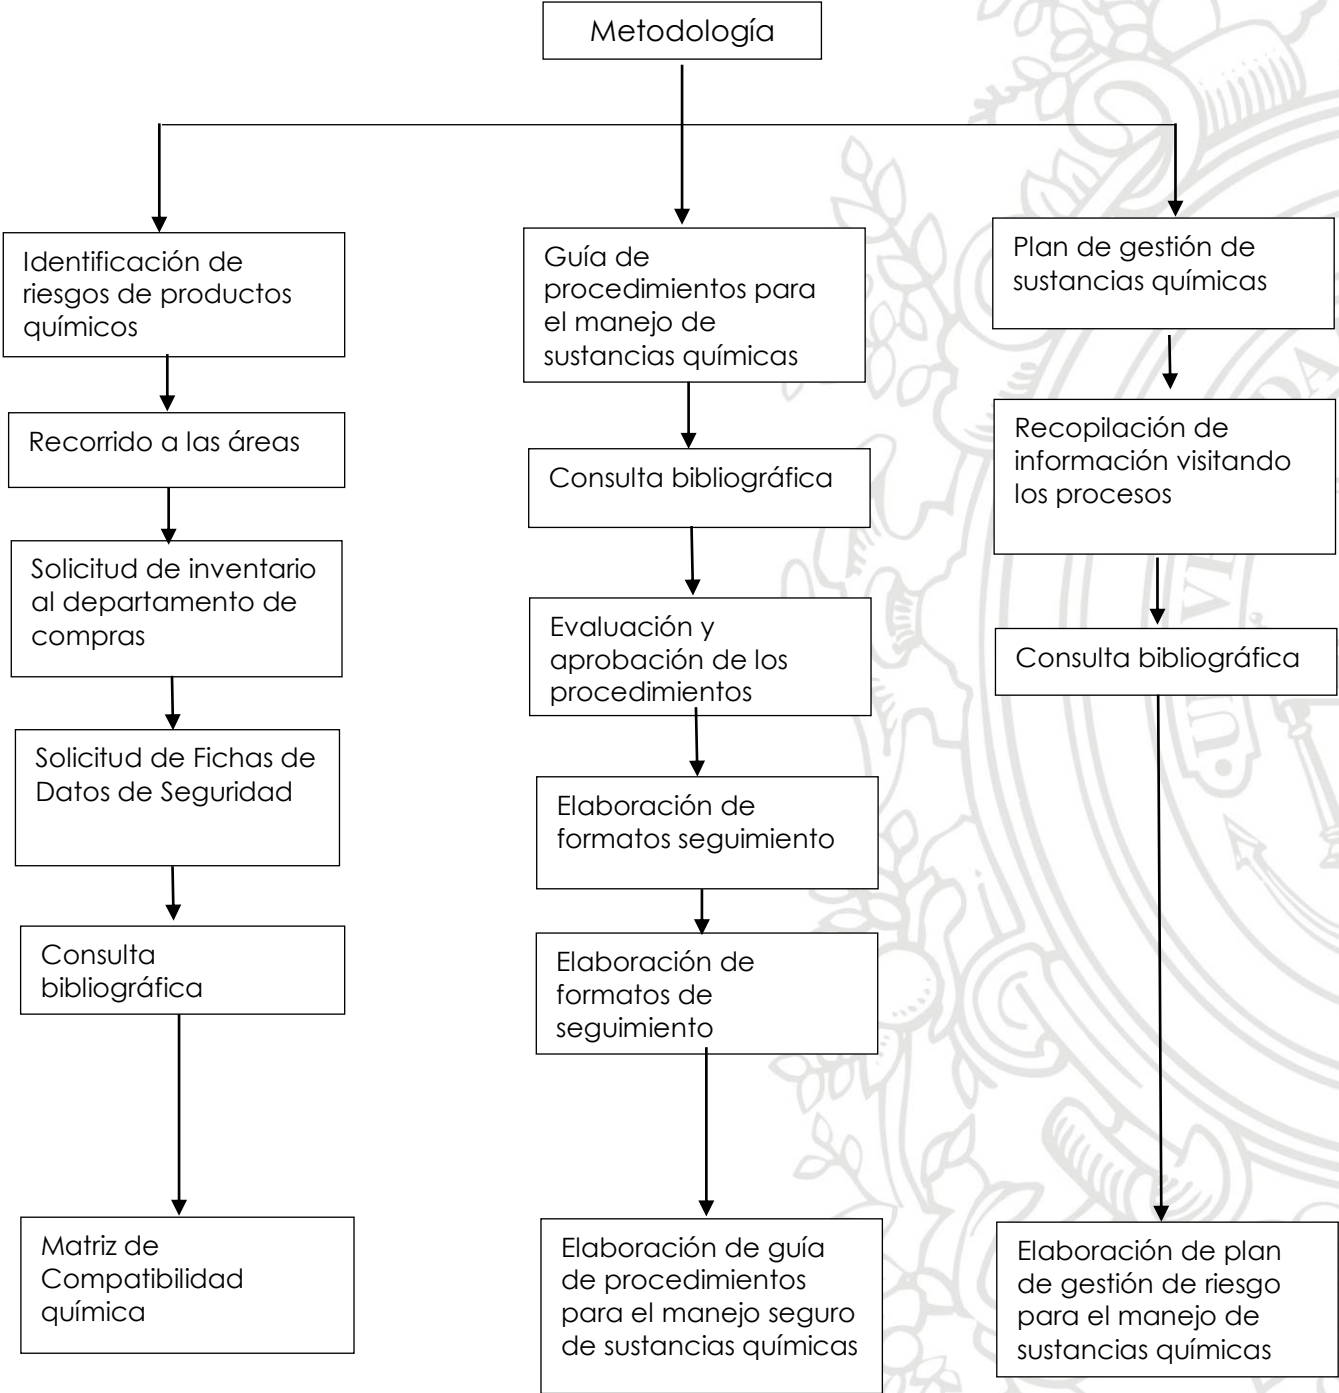 Metodología
Identificación de
riesgos de productos
químicos
Recorrido a las áreas
Solicitud de inventario
al departamento de
compras
Solicitud de Fichas de
Datos de Seguridad
Consulta
bibliográfica
Matriz de
Compatibilidad
química
Guía de
procedimientos para
el manejo de
sustancias químicas
Consulta bibliográfica
Evaluación y
aprobación de los
procedimientos
Elaboración de
formatos seguimiento
Elaboración de
formatos de
seguimiento
Elaboración de guía
de procedimientos
para el manejo seguro
de sustancias químicas
Plan de gestión de
sustancias químicas
Recopilación de
información visitando
los procesos
Consulta bibliográfica
Elaboración de plan
de gestión de riesgo
para el manejo de
sustancias químicas